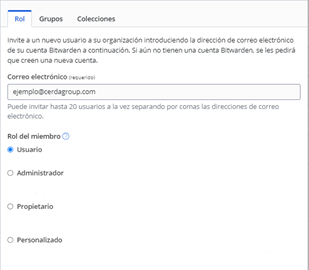 Rol Grupos Colecciones
Invite a un nuevo usuario a su organización introduciendo la dirección de correo electrónico
de su cuenta Bitwarden a continuación. Si aún no tienen una cuenta Bitwarden, se les pedirá
que creen una nueva cuenta.
Correo electrónico (requerido)
ejemplo@cerdagroup.com
Puede invitar hasta 20 usuarios a la vez separando por comas las direcciones de correo
electrónico.
Rol del miembro ?
Usuario
Administrador
Propietario
Personalizado